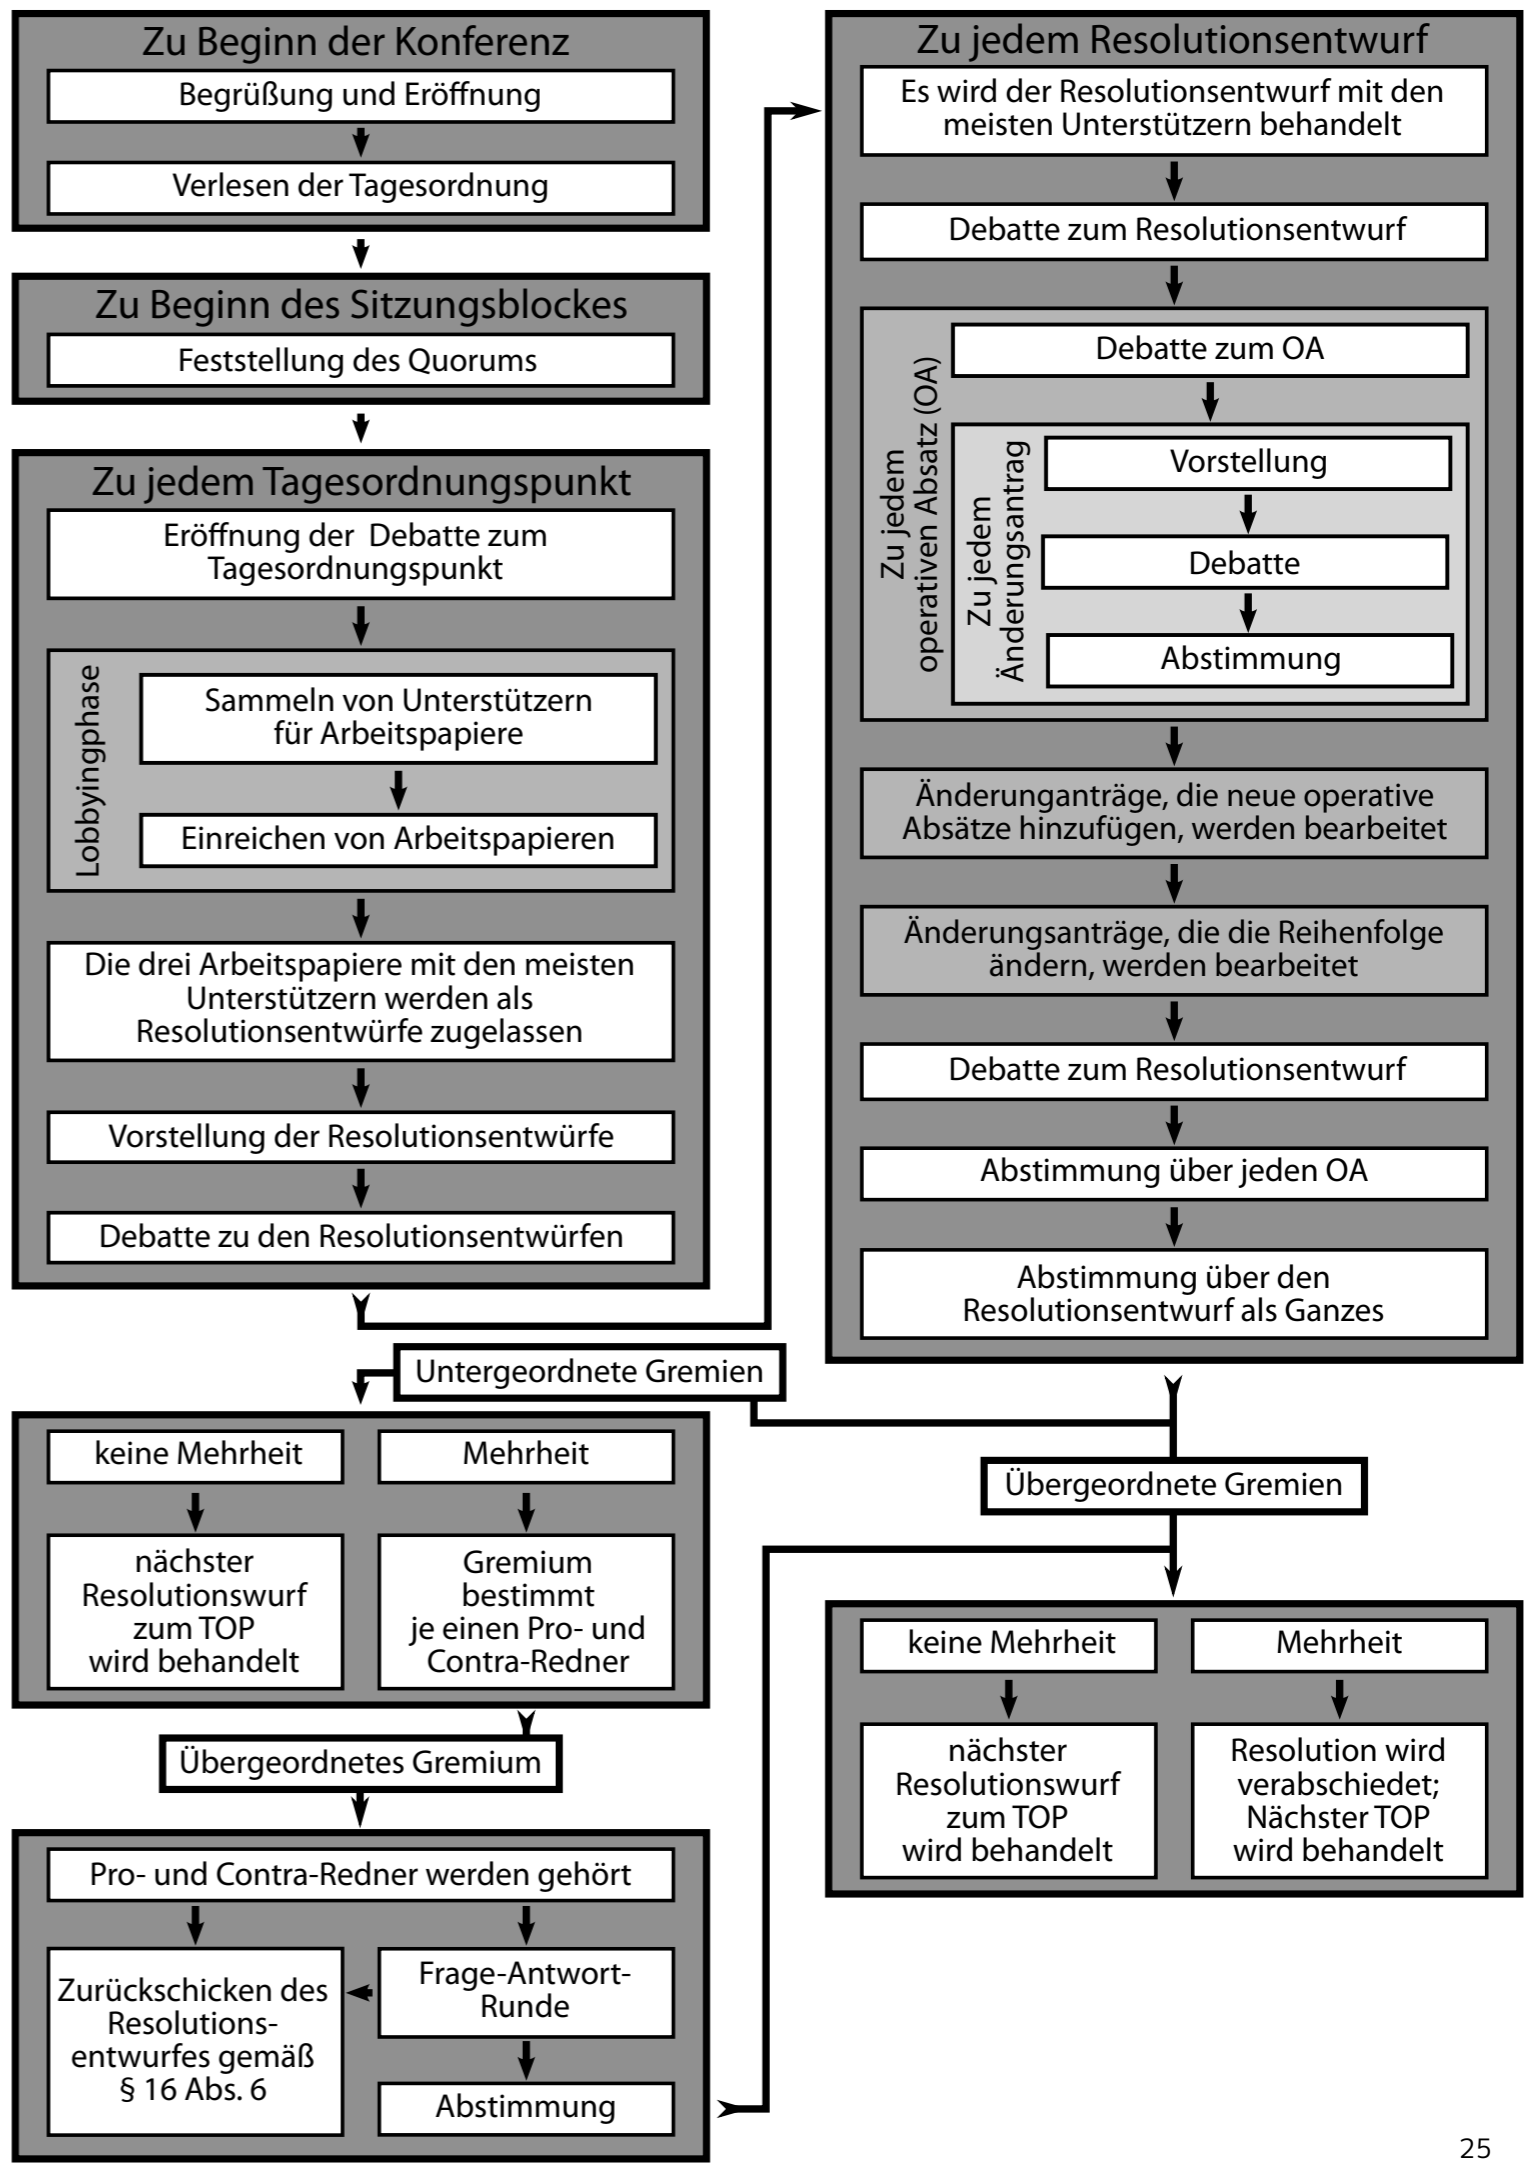 Zu Beginn der Konferenz
Begrüßung und Eröffnung
Verlesen der Tagesordnung
Zu Beginn des Sitzungsblockes
Feststellung des Quorums
Zu jedem Tagesordnungspunkt
Eröffnung der Debatte zum
Tagesordnungspunkt
Lobbyingphase
Sammeln von Unterstützern
für Arbeitspapiere
Einreichen von Arbeitspapieren
Die drei Arbeitspapiere mit den meisten
Unterstützern werden als
Resolutionsentwürfe zugelassen
Vorstellung der Resolutionsentwürfe
Debatte zu den Resolutionsentwürfen
Zu jedem Resolutionsentwurf
Es wird der Resolutionsentwurf mit den
meisten Unterstützern behandelt
Debatte zum Resolutionsentwurf
Zu jedem
operativen Absatz (OA)
Debatte zum OA
Zu jedem
Änderungsantrag
Vorstellung
Debatte
Abstimmung
Änderunganträge, die neue operative
Absätze hinzufügen, werden bearbeitet
Änderungsanträge, die die Reihenfolge
ändern, werden bearbeitet
Debatte zum Resolutionsentwurf
Abstimmung über jeden OA
Abstimmung über den
Resolutionsentwurf als Ganzes
Untergeordnete Gremien
keine Mehrheit
nächster
Resolutionswurf
zum TOP
wird behandelt
Mehrheit
Gremium
bestimmt
je einen Pro- und
Contra-Redner
Übergeordnetes Gremium
Pro- und Contra-Redner werden gehört
Zurückschicken des
Resolutions-
entwurfes gemäß
§ 16 Abs. 6
Frage-Antwort-
Runde
Abstimmung
Übergeordnete Gremien
keine Mehrheit
nächster
Resolutionswurf
zum TOP
wird behandelt
Mehrheit
Resolution wird
verabschiedet;
Nächster TOP
wird behandelt
25